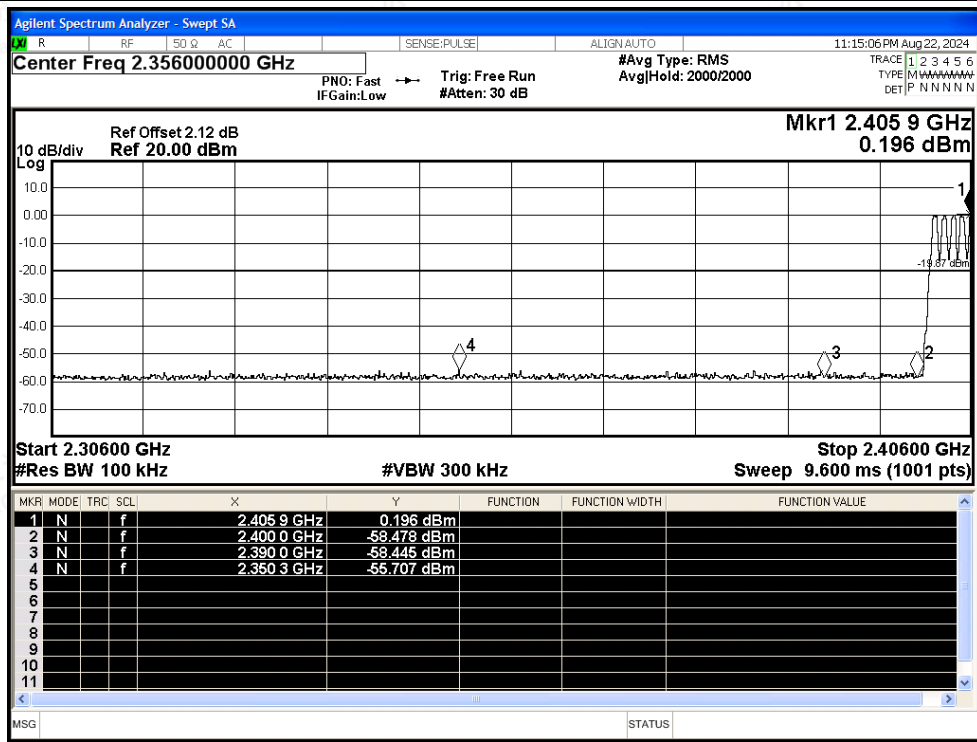 Agilent Spectrum Analyzer - Swept SA
LXI R RF 50 Ω AC SENSE:PULSE ALIGN AUTO 11:15:06 PM Aug 22, 2024
Center Freq 2.356000000 GHz
PNO: Fast
IFGain:Low
Trig: Free Run
#Atten: 30 dB
#Avg Type: RMS
Avg|Hold: 2000/2000
TRACE 1 2 3 4 5 6
TYPE M
DET P N N N N N
Mkr1 2.405 9 GHz
0.196 dBm
Ref Offset 2.12 dB
10 dB/div Ref 20.00 dBm
Log
10.0
1
0.00
-10.0
-19.87 dBm
-20.0
-30.0
-40.0
-50.0
4
3
2
-60.0
-70.0
Start 2.30600 GHz Stop 2.40600 GHz
#Res BW 100 kHz #VBW 300 kHz Sweep 9.600 ms (1001 pts)
MKR MODE TRC SCL X Y FUNCTION FUNCTION WIDTH FUNCTION VALUE
1 N f 2.405 9 GHz 0.196 dBm
2 N f 2.400 0 GHz -58.478 dBm
3 N f 2.390 0 GHz -58.445 dBm
4 N f 2.350 3 GHz -55.707 dBm
5
6
7
8
9
10
11
MSG STATUS